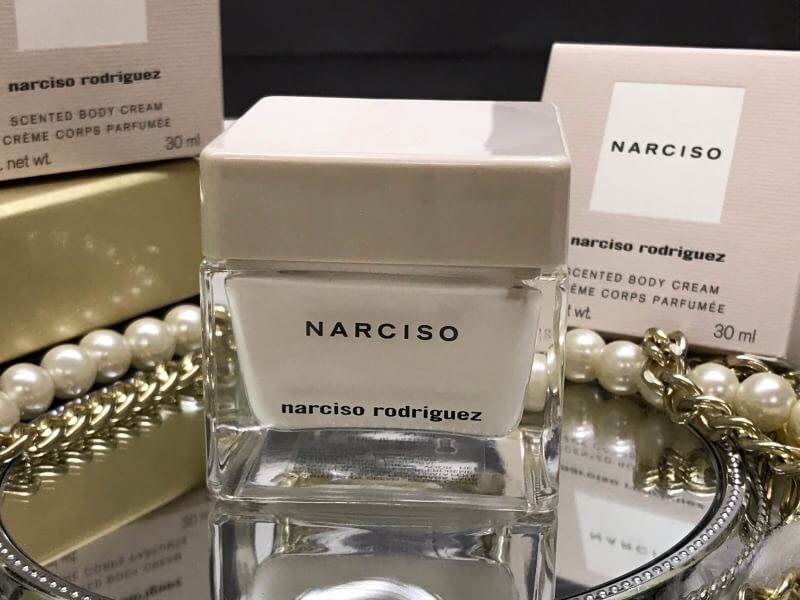 narciso rodriguez
SCENTED BODY CREAM
CRÈME CORPS PARFUMÉE
net wt.
30 ml
NARCISO
narciso rodriguez
NARCISO
narciso rodriguez
SCENTED BODY CREAM
CRÈME CORPS PARFUMÉE
wt.
30 ml